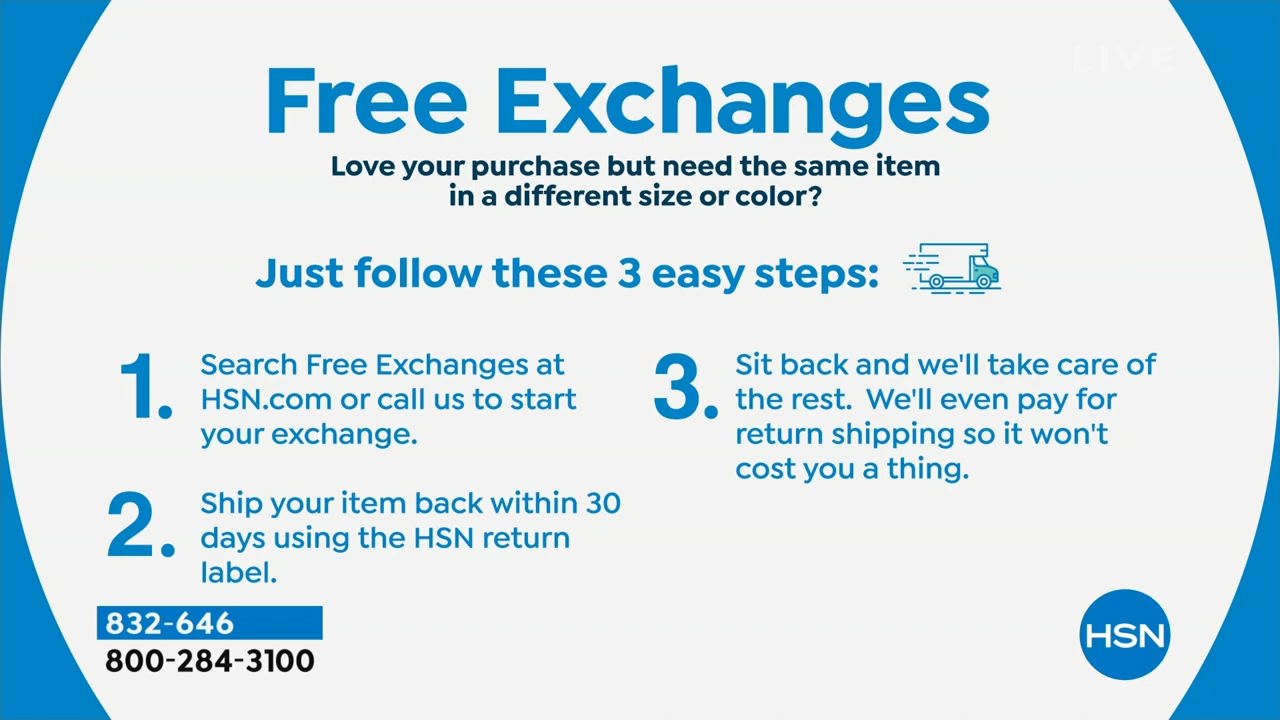 LIVE
Free Exchanges
Love your purchase but need the same item
in a different size or color?
Just follow these 3 easy steps:
1. Search Free Exchanges at
HSN.com or call us to start
your exchange.
2. Ship your item back within 30
days using the HSN return
label.
3. Sit back and we'll take care of
the rest. We'll even pay for
return shipping so it won't
cost you a thing.
832-646
800-284-3100
HSN